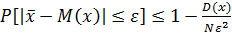 P[|x̄ − M(x)| ≤ ε] ≤ 1 − D(x)/Nε²